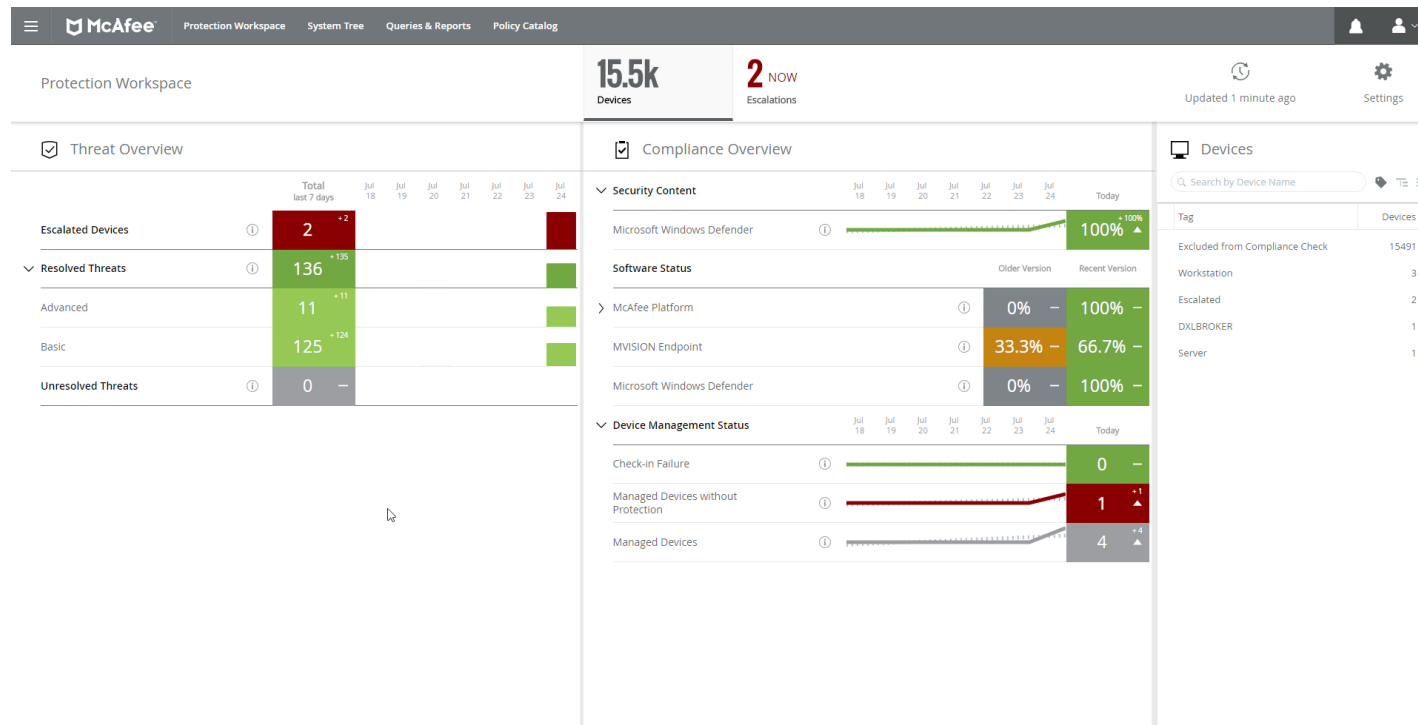 McAfee
Protection Workspace
System Tree
Queries & Reports
Policy Catalog
Protection Workspace
15.5k
Devices
2 NOW
Escalations
Updated 1 minute ago
Settings
Threat Overview
Total
last 7 days
Jul 18
Jul 19
Jul 20
Jul 21
Jul 22
Jul 23
Jul 24
Escalated Devices
2
+2
Resolved Threats
136
+135
Advanced
11
+11
Basic
125
+124
Unresolved Threats
0
–
Compliance Overview
Security Content
Jul 18
Jul 19
Jul 20
Jul 21
Jul 22
Jul 23
Jul 24
Today
Microsoft Windows Defender
100%
+100%
Software Status
Older Version
Recent Version
McAfee Platform
0% –
100% –
MVISION Endpoint
33.3% –
66.7% –
Microsoft Windows Defender
0% –
100% –
Device Management Status
Jul 18
Jul 19
Jul 20
Jul 21
Jul 22
Jul 23
Jul 24
Today
Check-in Failure
0 –
Managed Devices without
Protection
1
+1
Managed Devices
4
+4
Devices
Search by Device Name
Tag
Devices
Excluded from Compliance Check
15491
Workstation
3
Escalated
2
DXLBROKER
1
Server
1